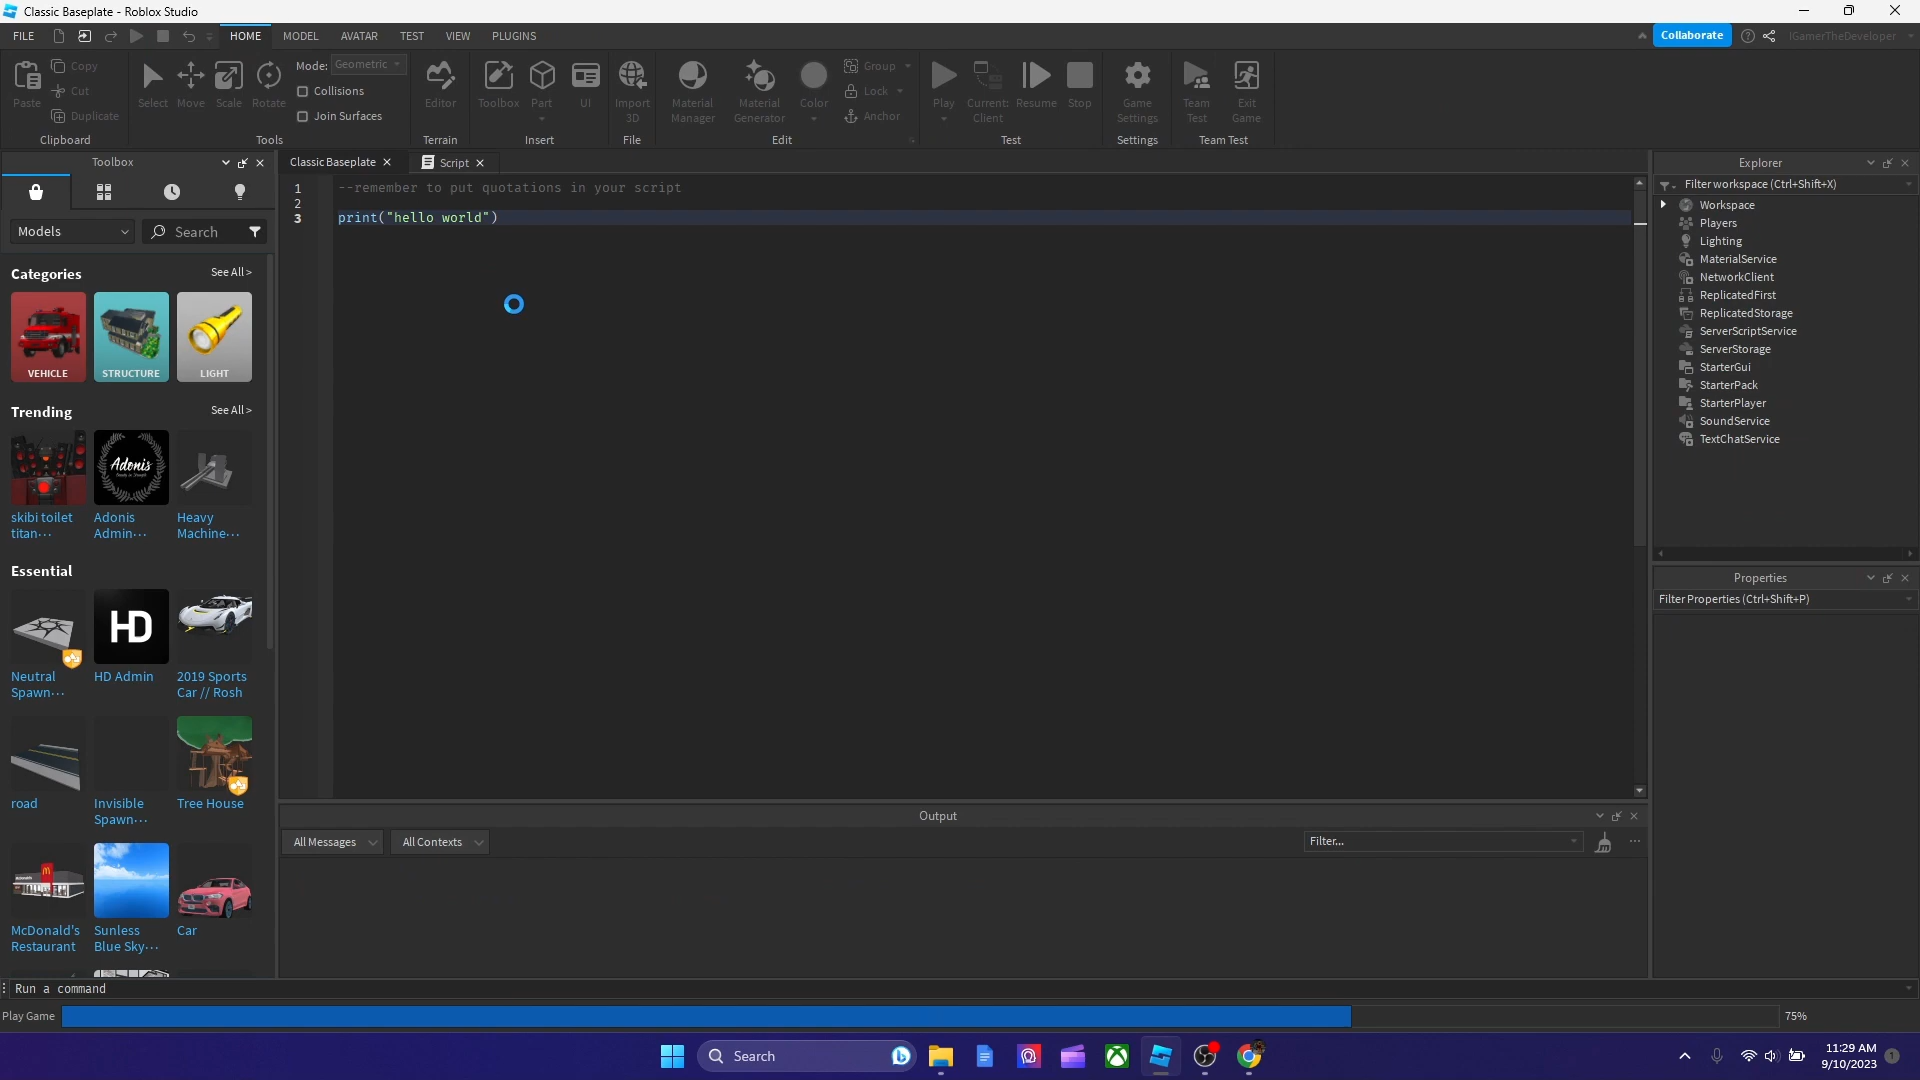 Classic Baseplate - Roblox Studio
FILE
HOME
MODEL
AVATAR
TEST
VIEW
PLUGINS
Collaborate
IGamerTheDeveloper
Paste
Copy
Cut
Duplicate
Clipboard
Select
Move
Scale
Rotate
Mode: Geometric
Collisions
Join Surfaces
Tools
Editor
Terrain
Toolbox
Part
UI
Insert
Import
3D
File
Material
Manager
Material
Generator
Color
Group
Lock
Anchor
Edit
Play
Current:
Client
Resume
Stop
Test
Game
Settings
Settings
Team
Test
Exit
Game
Team Test
Toolbox
Models
Search
Categories
See All >
VEHICLE
STRUCTURE
LIGHT
Trending
See All >
Adonis
skibi toilet
titan...
Adonis
Admin...
Heavy
Machine...
Essential
HD
Neutral
Spawn...
HD Admin
2019 Sports
Car // Rosh
road
Invisible
Spawn...
Tree House
McDonald's
Restaurant
Sunless
Blue Sky...
Car
Classic Baseplate
Script
1 --remember to put quotations in your script
2
3 print("hello world")
Output
All Messages
All Contexts
Filter...
Explorer
Filter workspace (Ctrl+Shift+X)
Workspace
Players
Lighting
MaterialService
NetworkClient
ReplicatedFirst
ReplicatedStorage
ServerScriptService
ServerStorage
StarterGui
StarterPack
StarterPlayer
SoundService
TextChatService
Properties
Filter Properties (Ctrl+Shift+P)
Run a command
Play Game
75%
Search
11:29 AM
9/10/2023
1